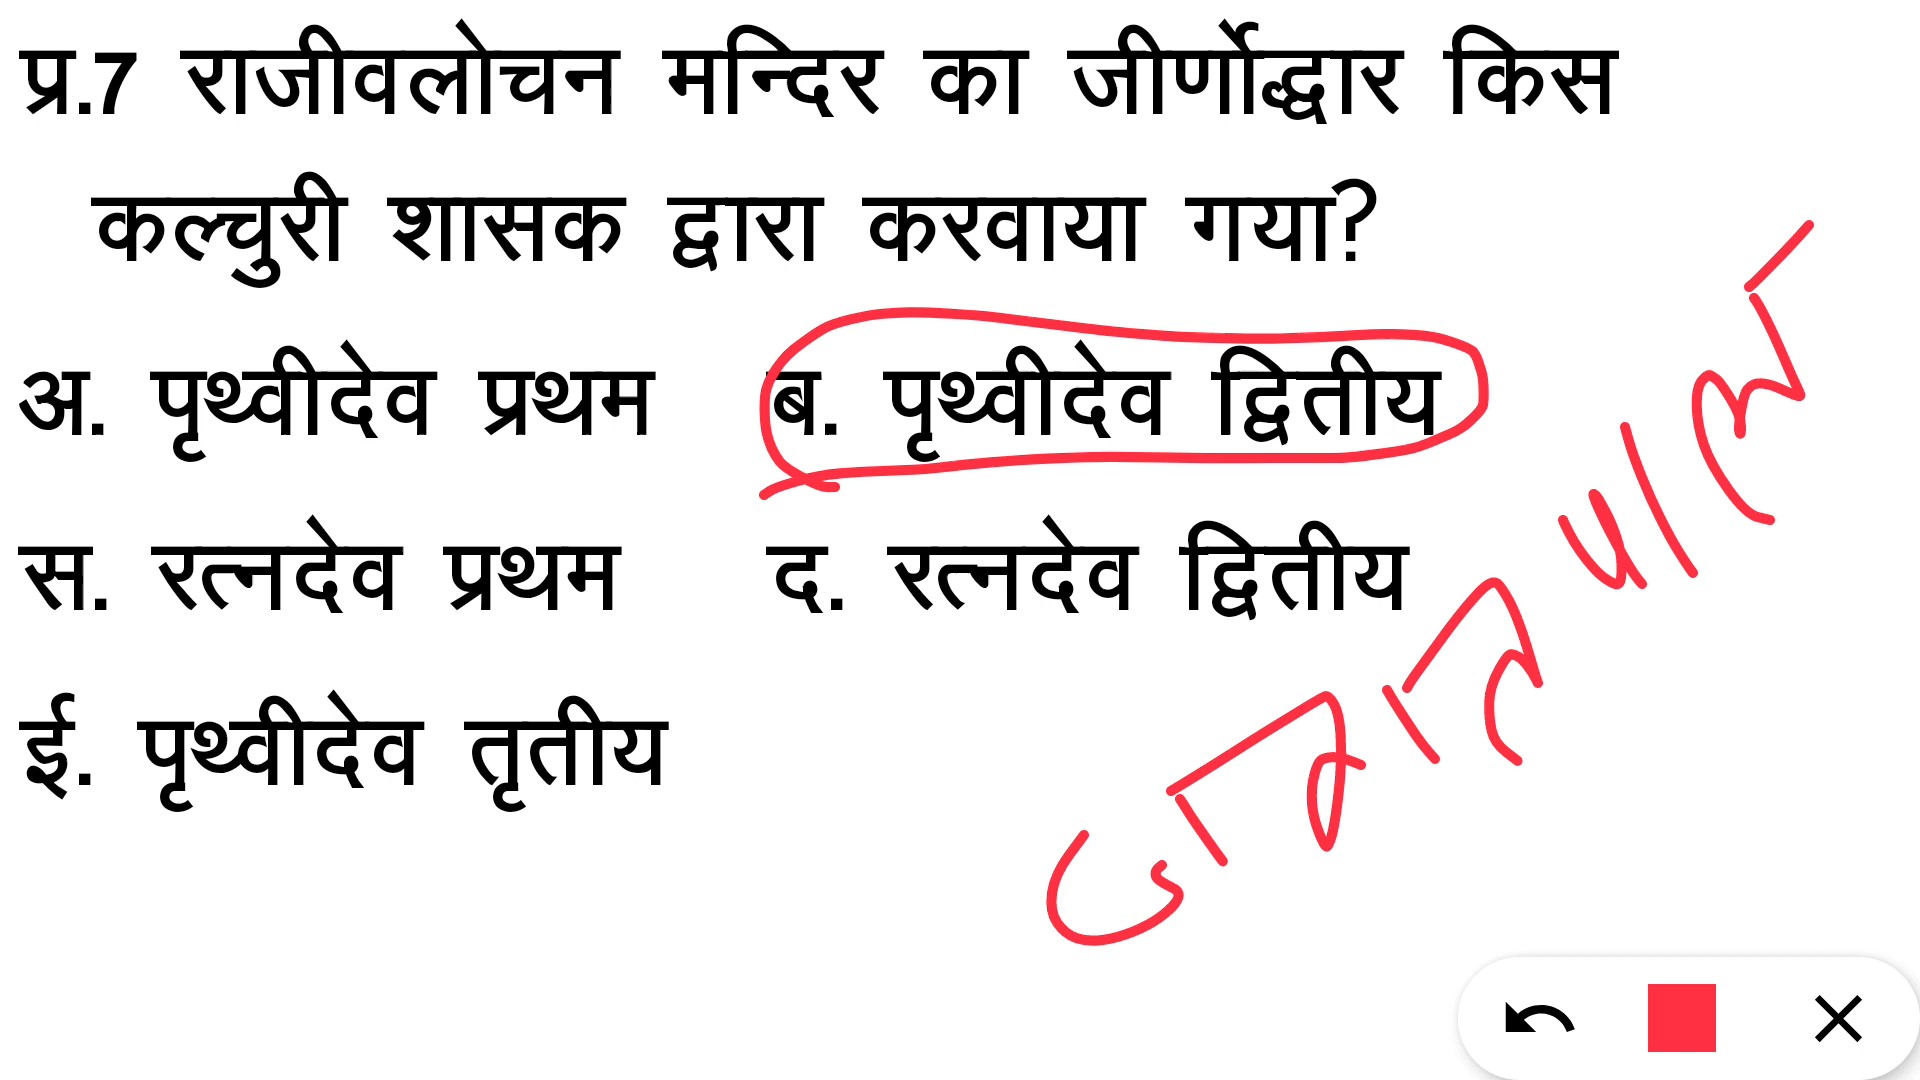 प्र.7 राजीवलोचन मन्दिर का जीर्णोद्धार किस
कल्चुरी शासक द्वारा करवाया गया?
अ. पृथ्वीदेव प्रथम ब. पृथ्वीदेव द्वितीय
स. रत्नदेव प्रथम द. रत्नदेव द्वितीय
ई. पृथ्वीदेव तृतीय